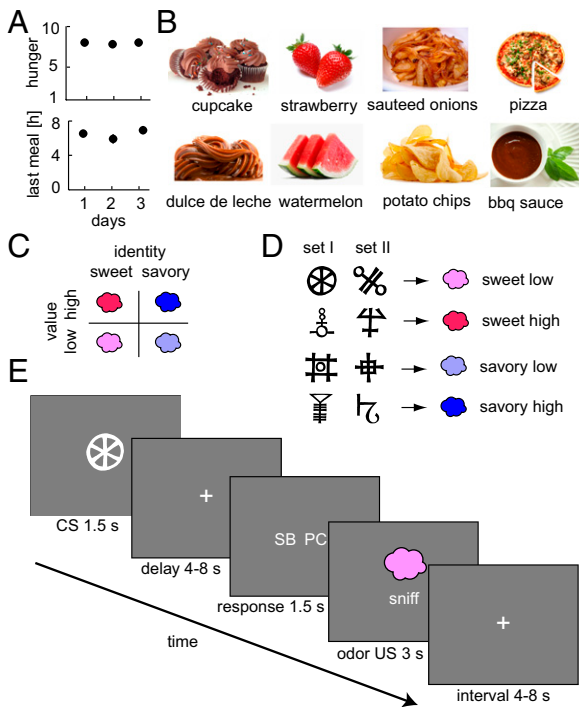 A
10
5
1
hunger
10
5
1
last meal [h]
1 2 3
days
B
cupcake strawberry sauteed onions pizza
dulce de leche watermelon potato chips bbq sauce
C
identity
sweet savory
value
low high
D
set I set II
sweet low
sweet high
savory low
savory high
E
CS 1.5 s
+
delay 4-8 s
SB PC
response 1.5 s
sniff
odor US 3 s
+
interval 4-8 s
time